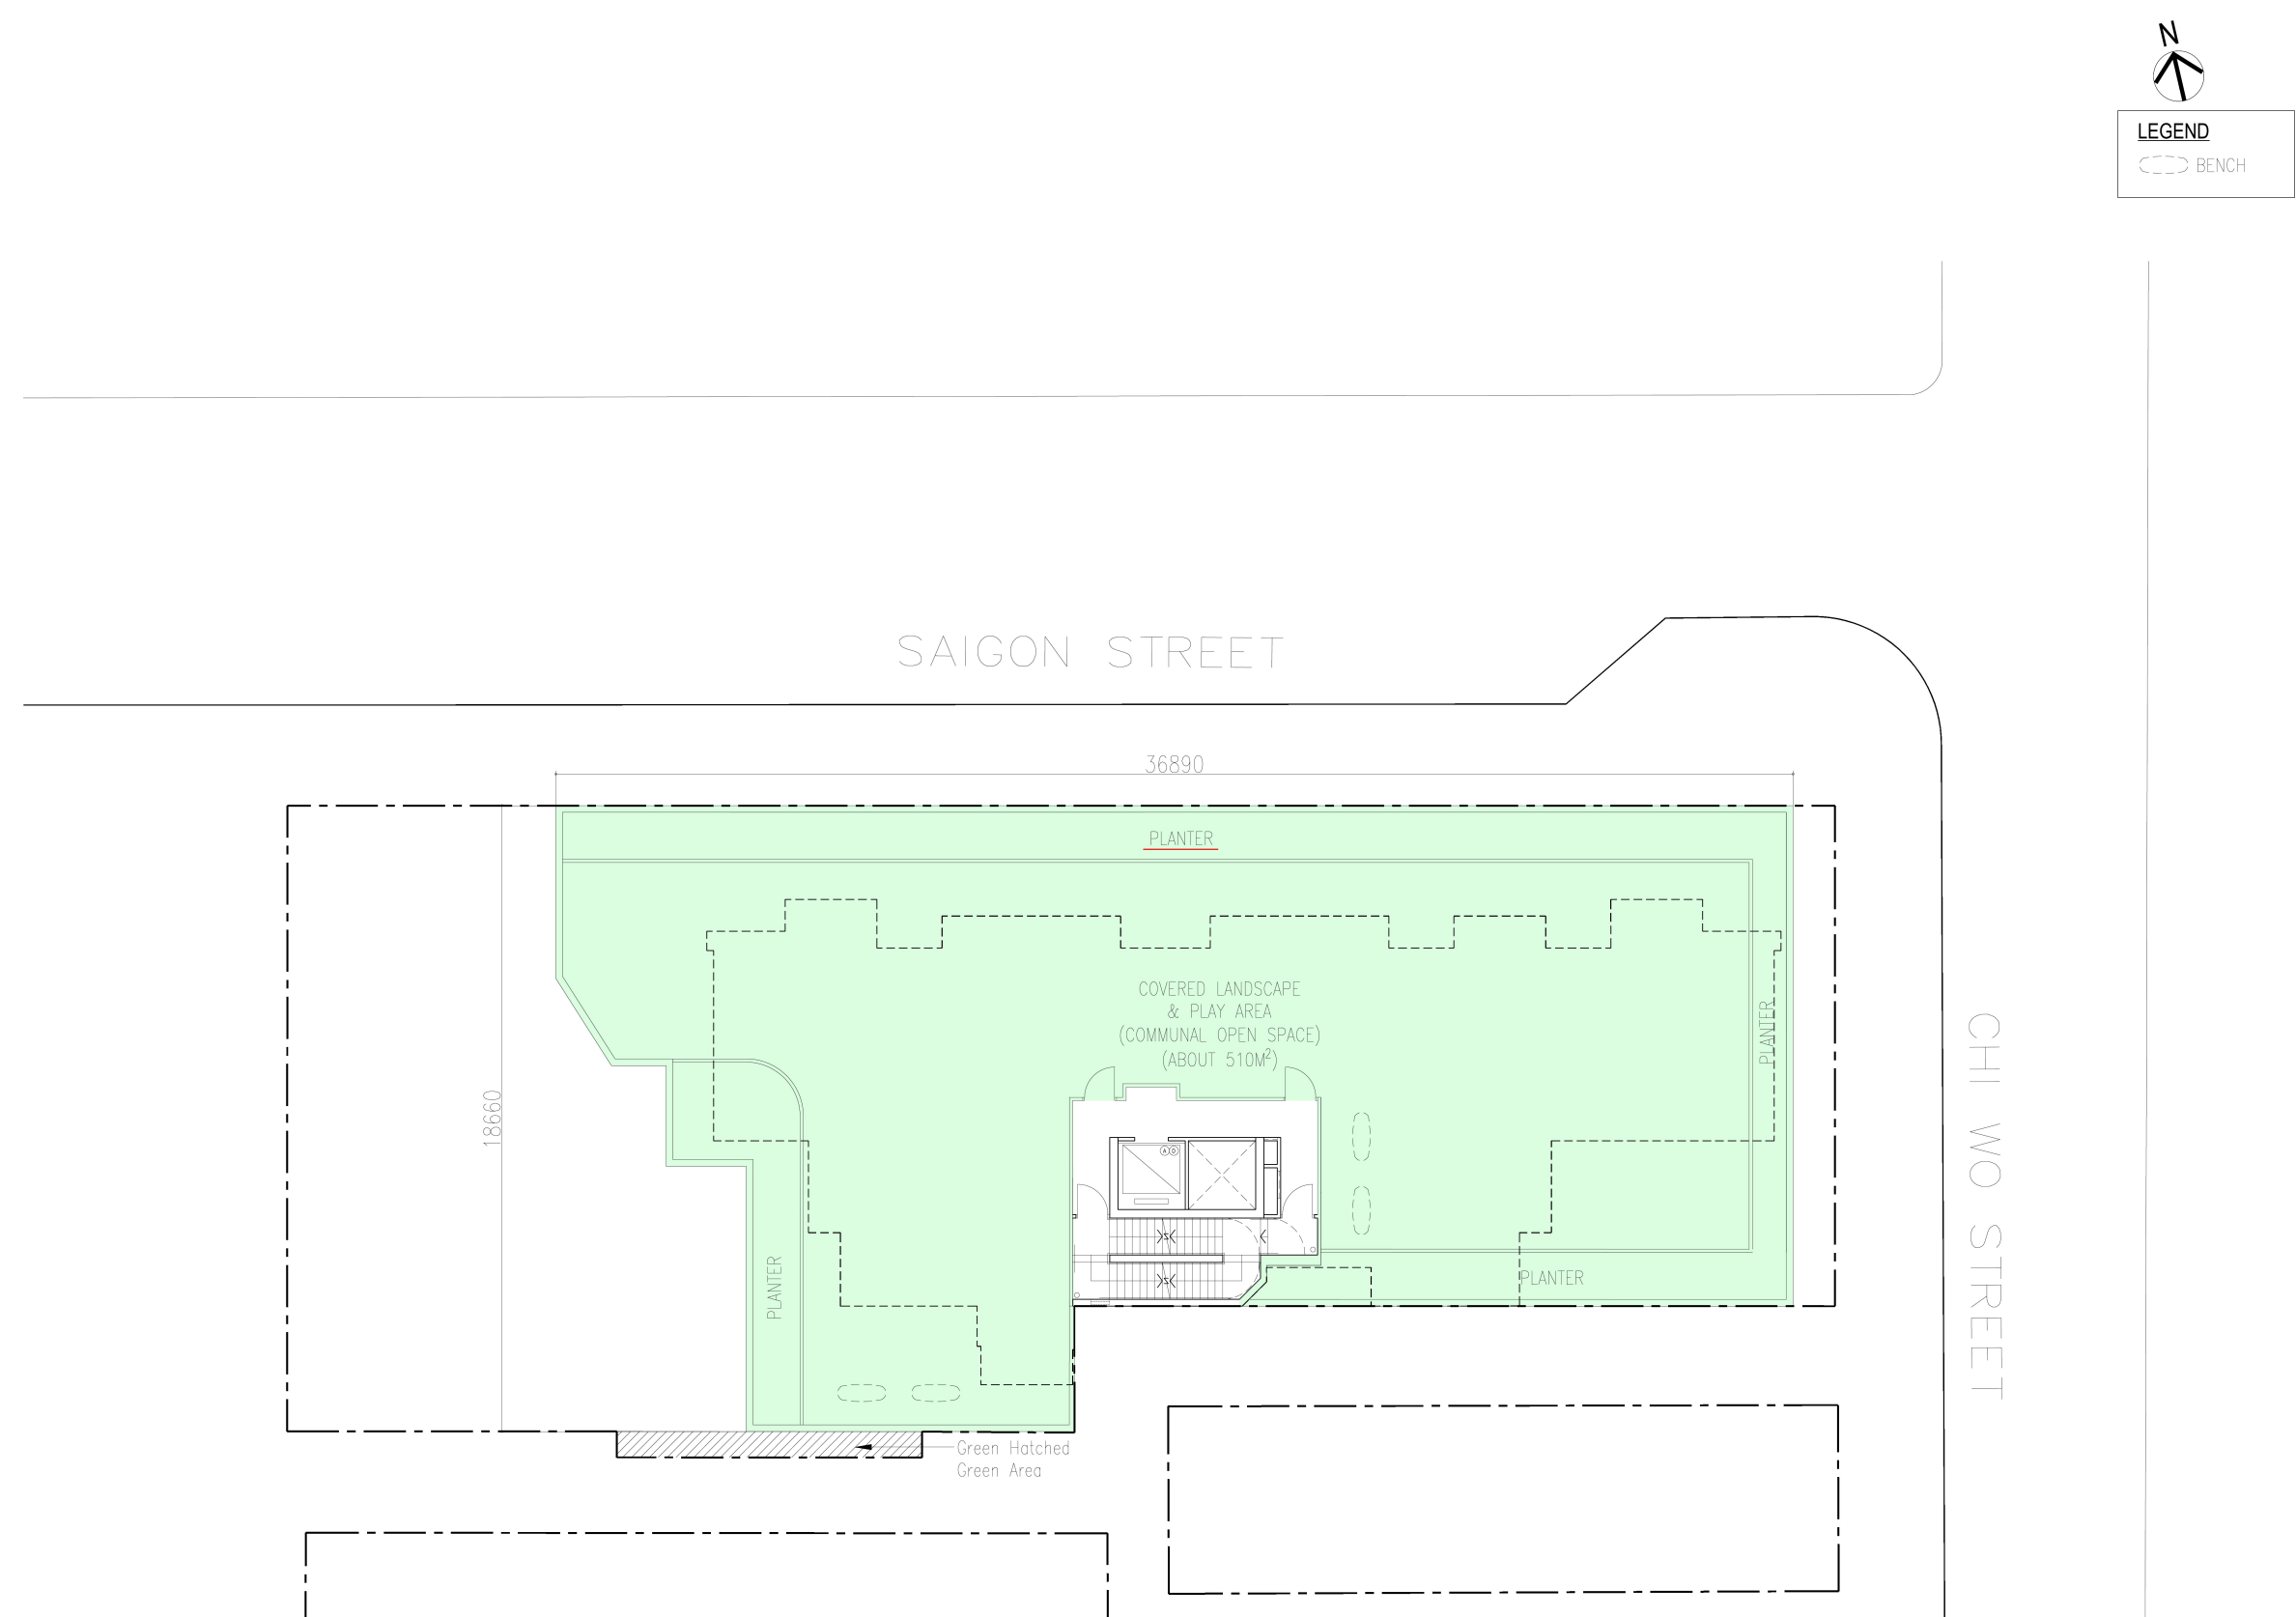 N
LEGEND
BENCH
SAIGON STREET
36890
PLANTER
COVERED LANDSCAPE
& PLAY AREA
(COMMUNAL OPEN SPACE)
(ABOUT 510M²)
PLANTER
CHI WO STREET
18660
A D
PLANTER
PLANTER
Green Hatched
Green Area